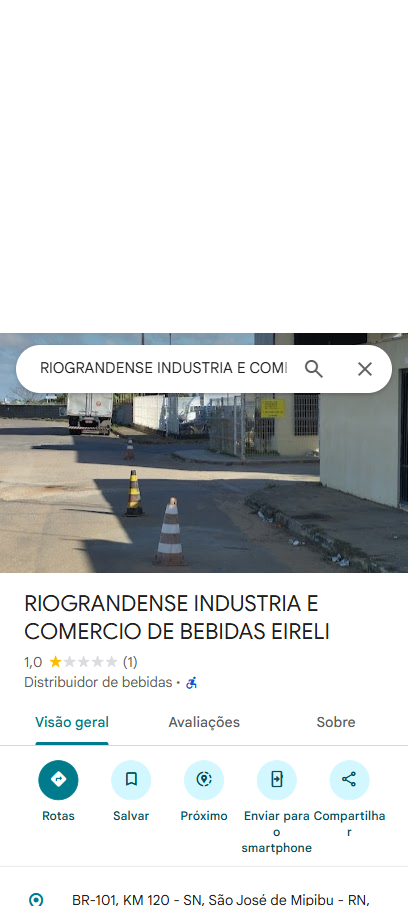 RIOGRANDENSE INDUSTRIA E COM
RIOGRANDENSE INDUSTRIA E
COMERCIO DE BEBIDAS EIRELI
1,0 (1)
Distribuidor de bebidas ·
Visão geral Avaliações Sobre
Rotas Salvar Próximo Enviar para o smartphone Compartilhar
BR-101, KM 120 - SN, São José de Mipibu - RN,